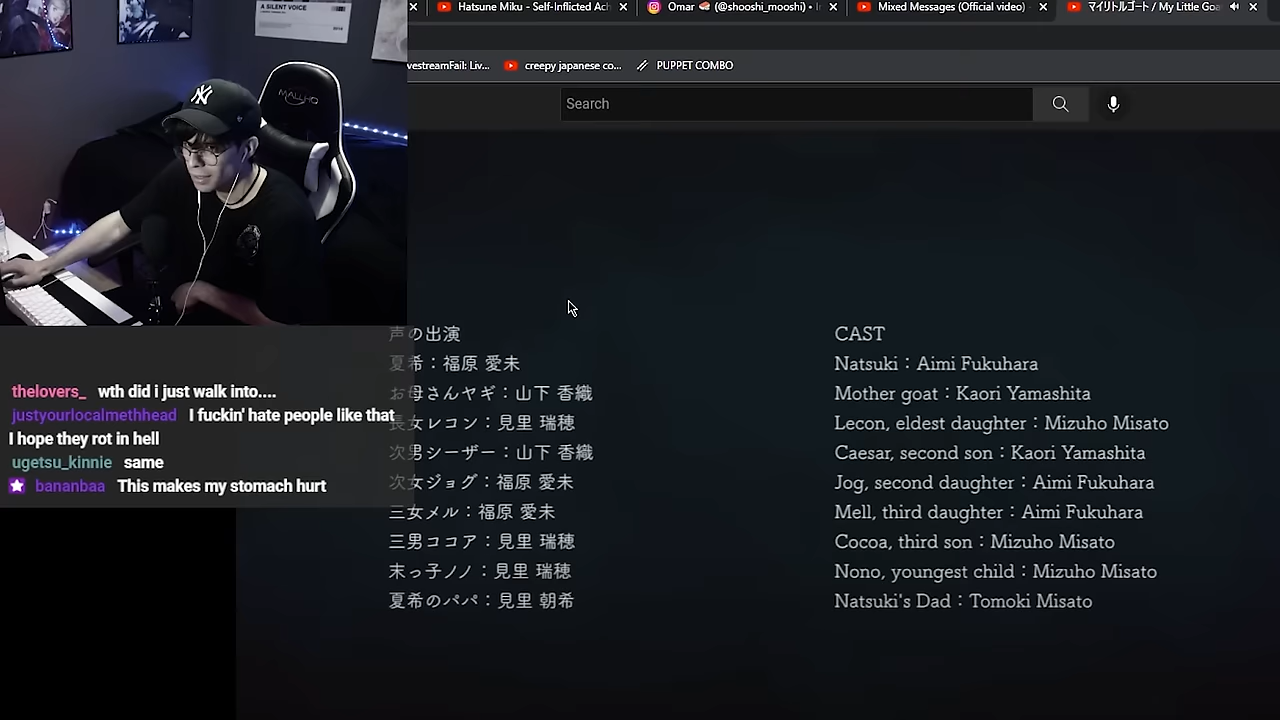 A SILENT VOICE
MALLHO
NY
Hatsune Miku - Self-Inflicted Ach
Omar 🍣 (@shooshi_mooshi) • I
Mixed Messages (Official video)
マイリトルゴート / My Little Goa
vestreamFail: Liv...
creepy japanese co...
PUPPET COMBO
Search
声の出演
夏希：福原 愛未
お母さんヤギ：山下 香織
長女レコン：見里 瑞穂
次男シーザー：山下 香織
次女ジョグ：福原 愛未
三女メル：福原 愛未
三男ココア：見里 瑞穂
末っ子ノノ：見里 瑞穂
夏希のパパ：見里 朝希
CAST
Natsuki：Aimi Fukuhara
Mother goat：Kaori Yamashita
Lecon, eldest daughter：Mizuho Misato
Caesar, second son：Kaori Yamashita
Jog, second daughter：Aimi Fukuhara
Mell, third daughter：Aimi Fukuhara
Cocoa, third son：Mizuho Misato
Nono, youngest child：Mizuho Misato
Natsuki's Dad：Tomoki Misato
thelovers_ wth did i just walk into....
justyourlocalmethhead I fuckin' hate people like that
I hope they rot in hell
ugetsu_kinnie same
bananbaa This makes my stomach hurt